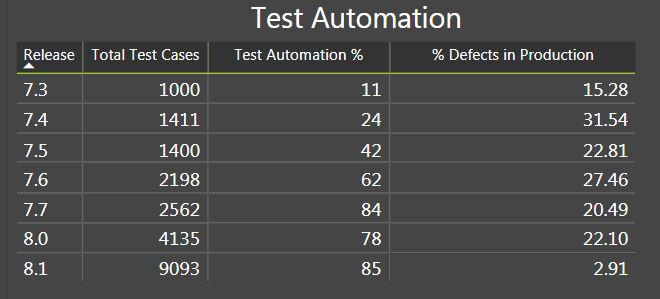 Test Automation
Release Total Test Cases Test Automation % % Defects in Production
7.3 1000 11 15.28
7.4 1411 24 31.54
7.5 1400 42 22.81
7.6 2198 62 27.46
7.7 2562 84 20.49
8.0 4135 78 22.10
8.1 9093 85 2.91